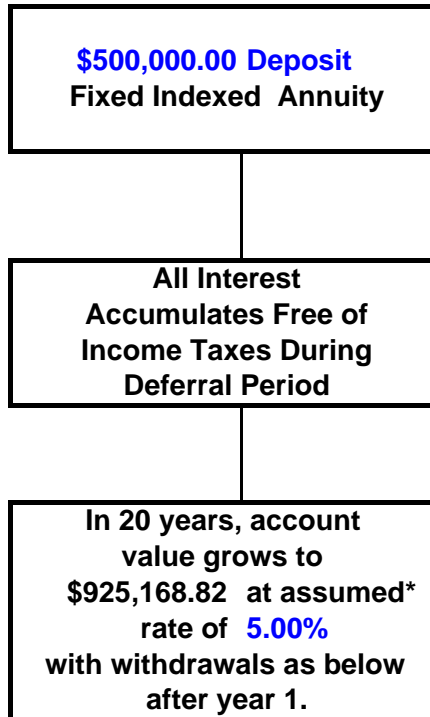 $500,000.00 Deposit
Fixed Indexed Annuity
All Interest
Accumulates Free of
Income Taxes During
Deferral Period
In 20 years, account
value grows to
$925,168.82 at assumed*
rate of 5.00%
with withdrawals as below
after year 1.